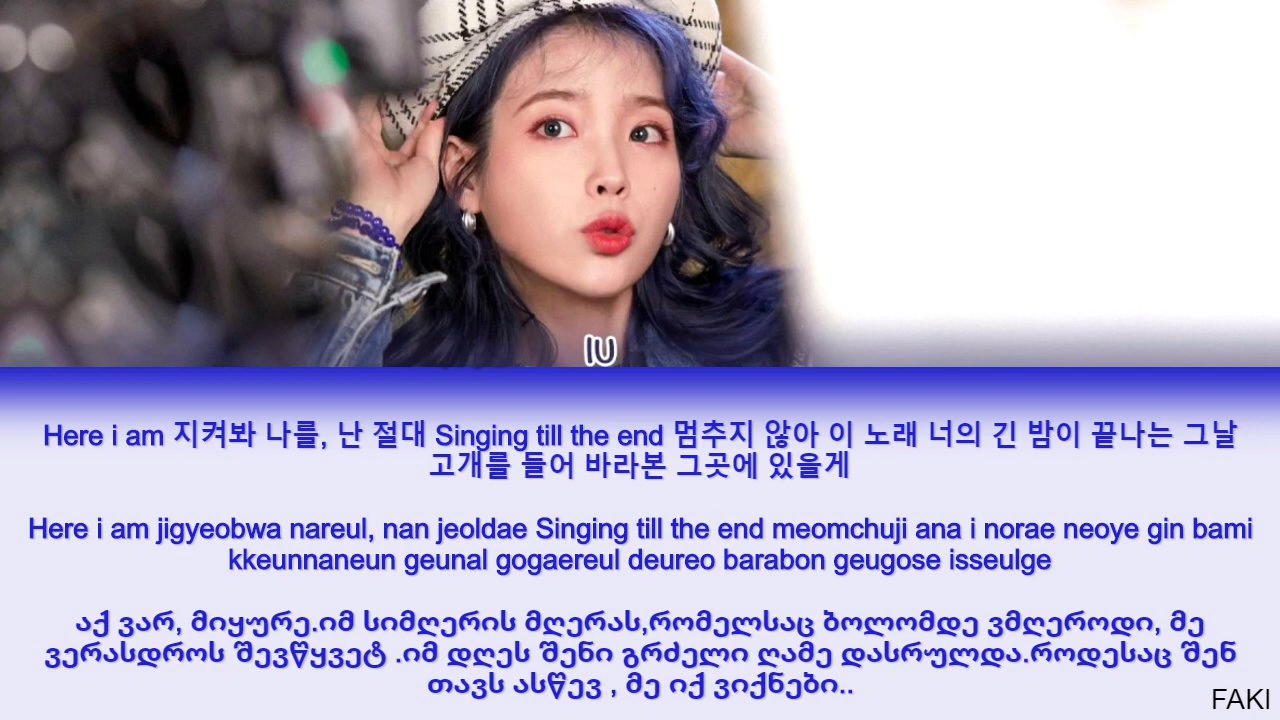 IU
Here i am 지켜봐 나를, 난 절대 Singing till the end 멈추지 않아 이 노래 너의 긴 밤이 끝나는 그날
고개를 들어 바라본 그곳에 있을게
Here i am jigyeobwa nareul, nan jeoldae Singing till the end meomchuji ana i norae neoye gin bami
kkeunnaneun geunal gogaereul deureo barabon geugose isseulge
აქ ვარ, მიყურე.იმ სიმღერის მღერას,რომელსაც ბოლომდე ვმღეროდი, მე
ვერასდროს შევწყვეტ .იმ დღეს შენი გრძელი ღამე დასრულდა.როდესაც შენ
თავს ასწევ , მე იქ ვიქნები..
FAKI